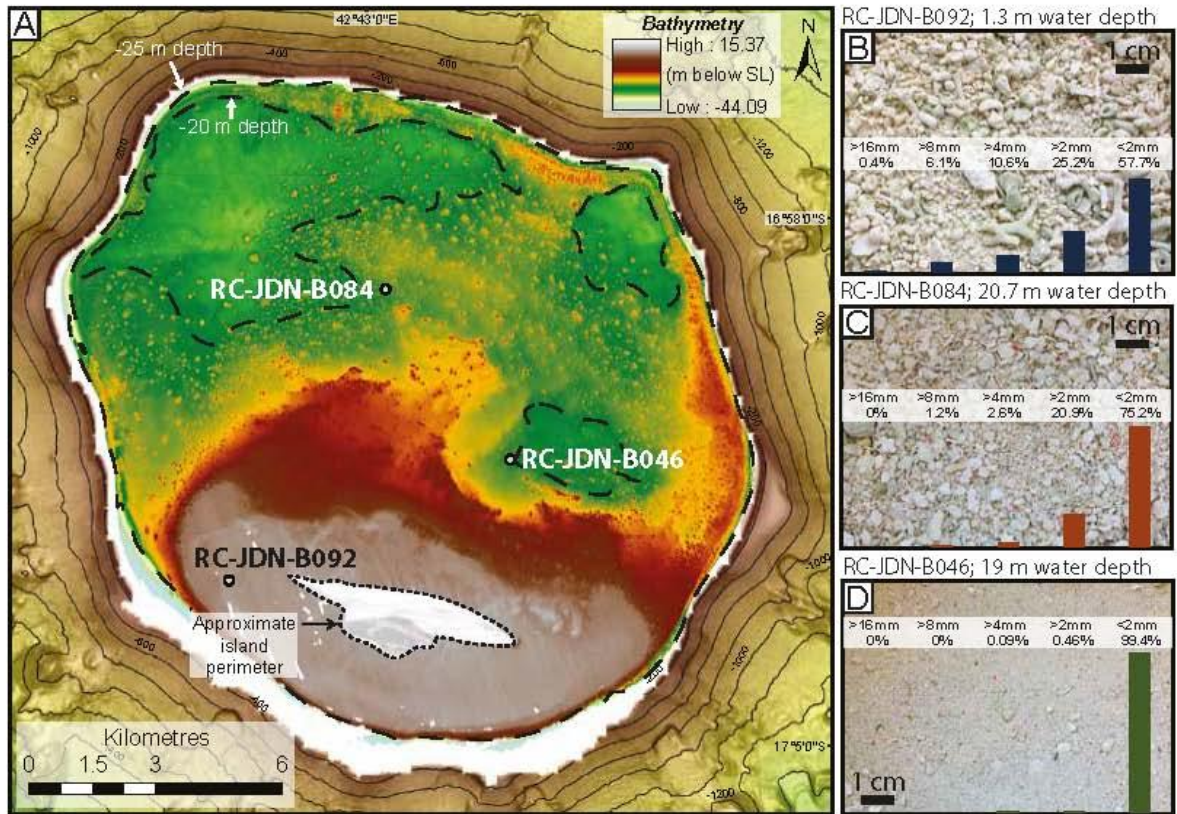 A
42°43'0"E
Bathymetry
High : 15.37
(m below SL)
Low : -44.09
N
-25 m depth
-20 m depth
16°58'0"S
RC-JDN-B084
RC-JDN-B046
RC-JDN-B092
Approximate
island
perimeter
17°5'0"S
Kilometres
0 1.5 3 6
-1000
-200
-400
-600
-200
-1200
-800
-1000
-1000
-1000
-600
-1200
RC-JDN-B092; 1.3 m water depth
B
1 cm
>16mm >8mm >4mm >2mm <2mm
0.4% 6.1% 10.6% 25.2% 57.7%
RC-JDN-B084; 20.7 m water depth
C
1 cm
>16mm >8mm >4mm >2mm <2mm
0% 1.2% 2.6% 20.9% 75.2%
RC-JDN-B046; 19 m water depth
D
>16mm >8mm >4mm >2mm <2mm
0% 0% 0.09% 0.46% 99.4%
1 cm